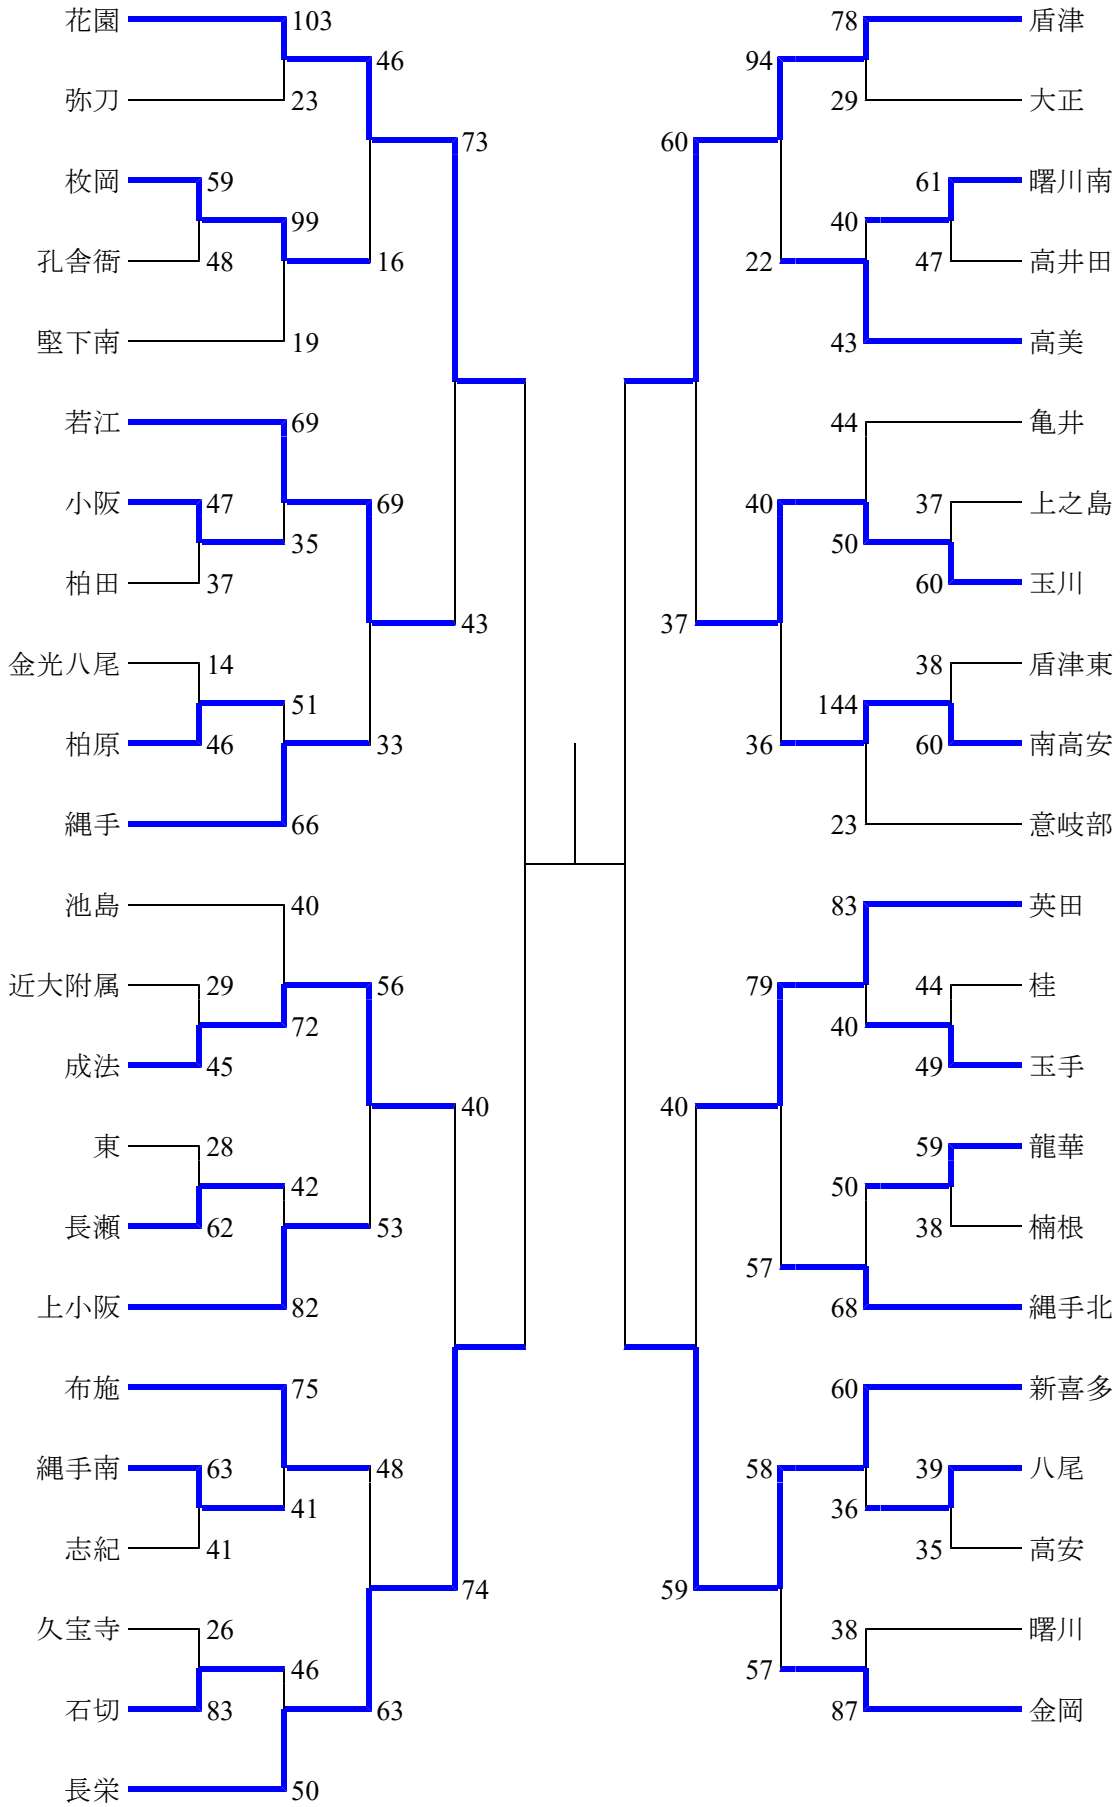 花園 103
46
弥刀 23
73
枚岡 59
99
孔舎衙 48
16
堅下南 19
若江 69
小阪 47
69
35
柏田 37
43
金光八尾 14
51
柏原 46
33
縄手 66
池島 40
近大附属 29
56
72
成法 45
40
東 28
42
長瀬 62
53
上小阪 82
布施 75
縄手南 63
48
41
志紀 41
74
久宝寺 26
46
石切 83
63
長栄 50
78 盾津
94
29 大正
60
61 曙川南
40
47 高井田
22
43 高美
44 亀井
37 上之島
40
50
60 玉川
37
38 盾津東
144
60 南高安
36
23 意岐部
83 英田
44 桂
79
40
49 玉手
40
59 龍華
50
38 楠根
57
68 縄手北
60 新喜多
39 八尾
58
36
35 高安
59
38 曙川
57
87 金岡